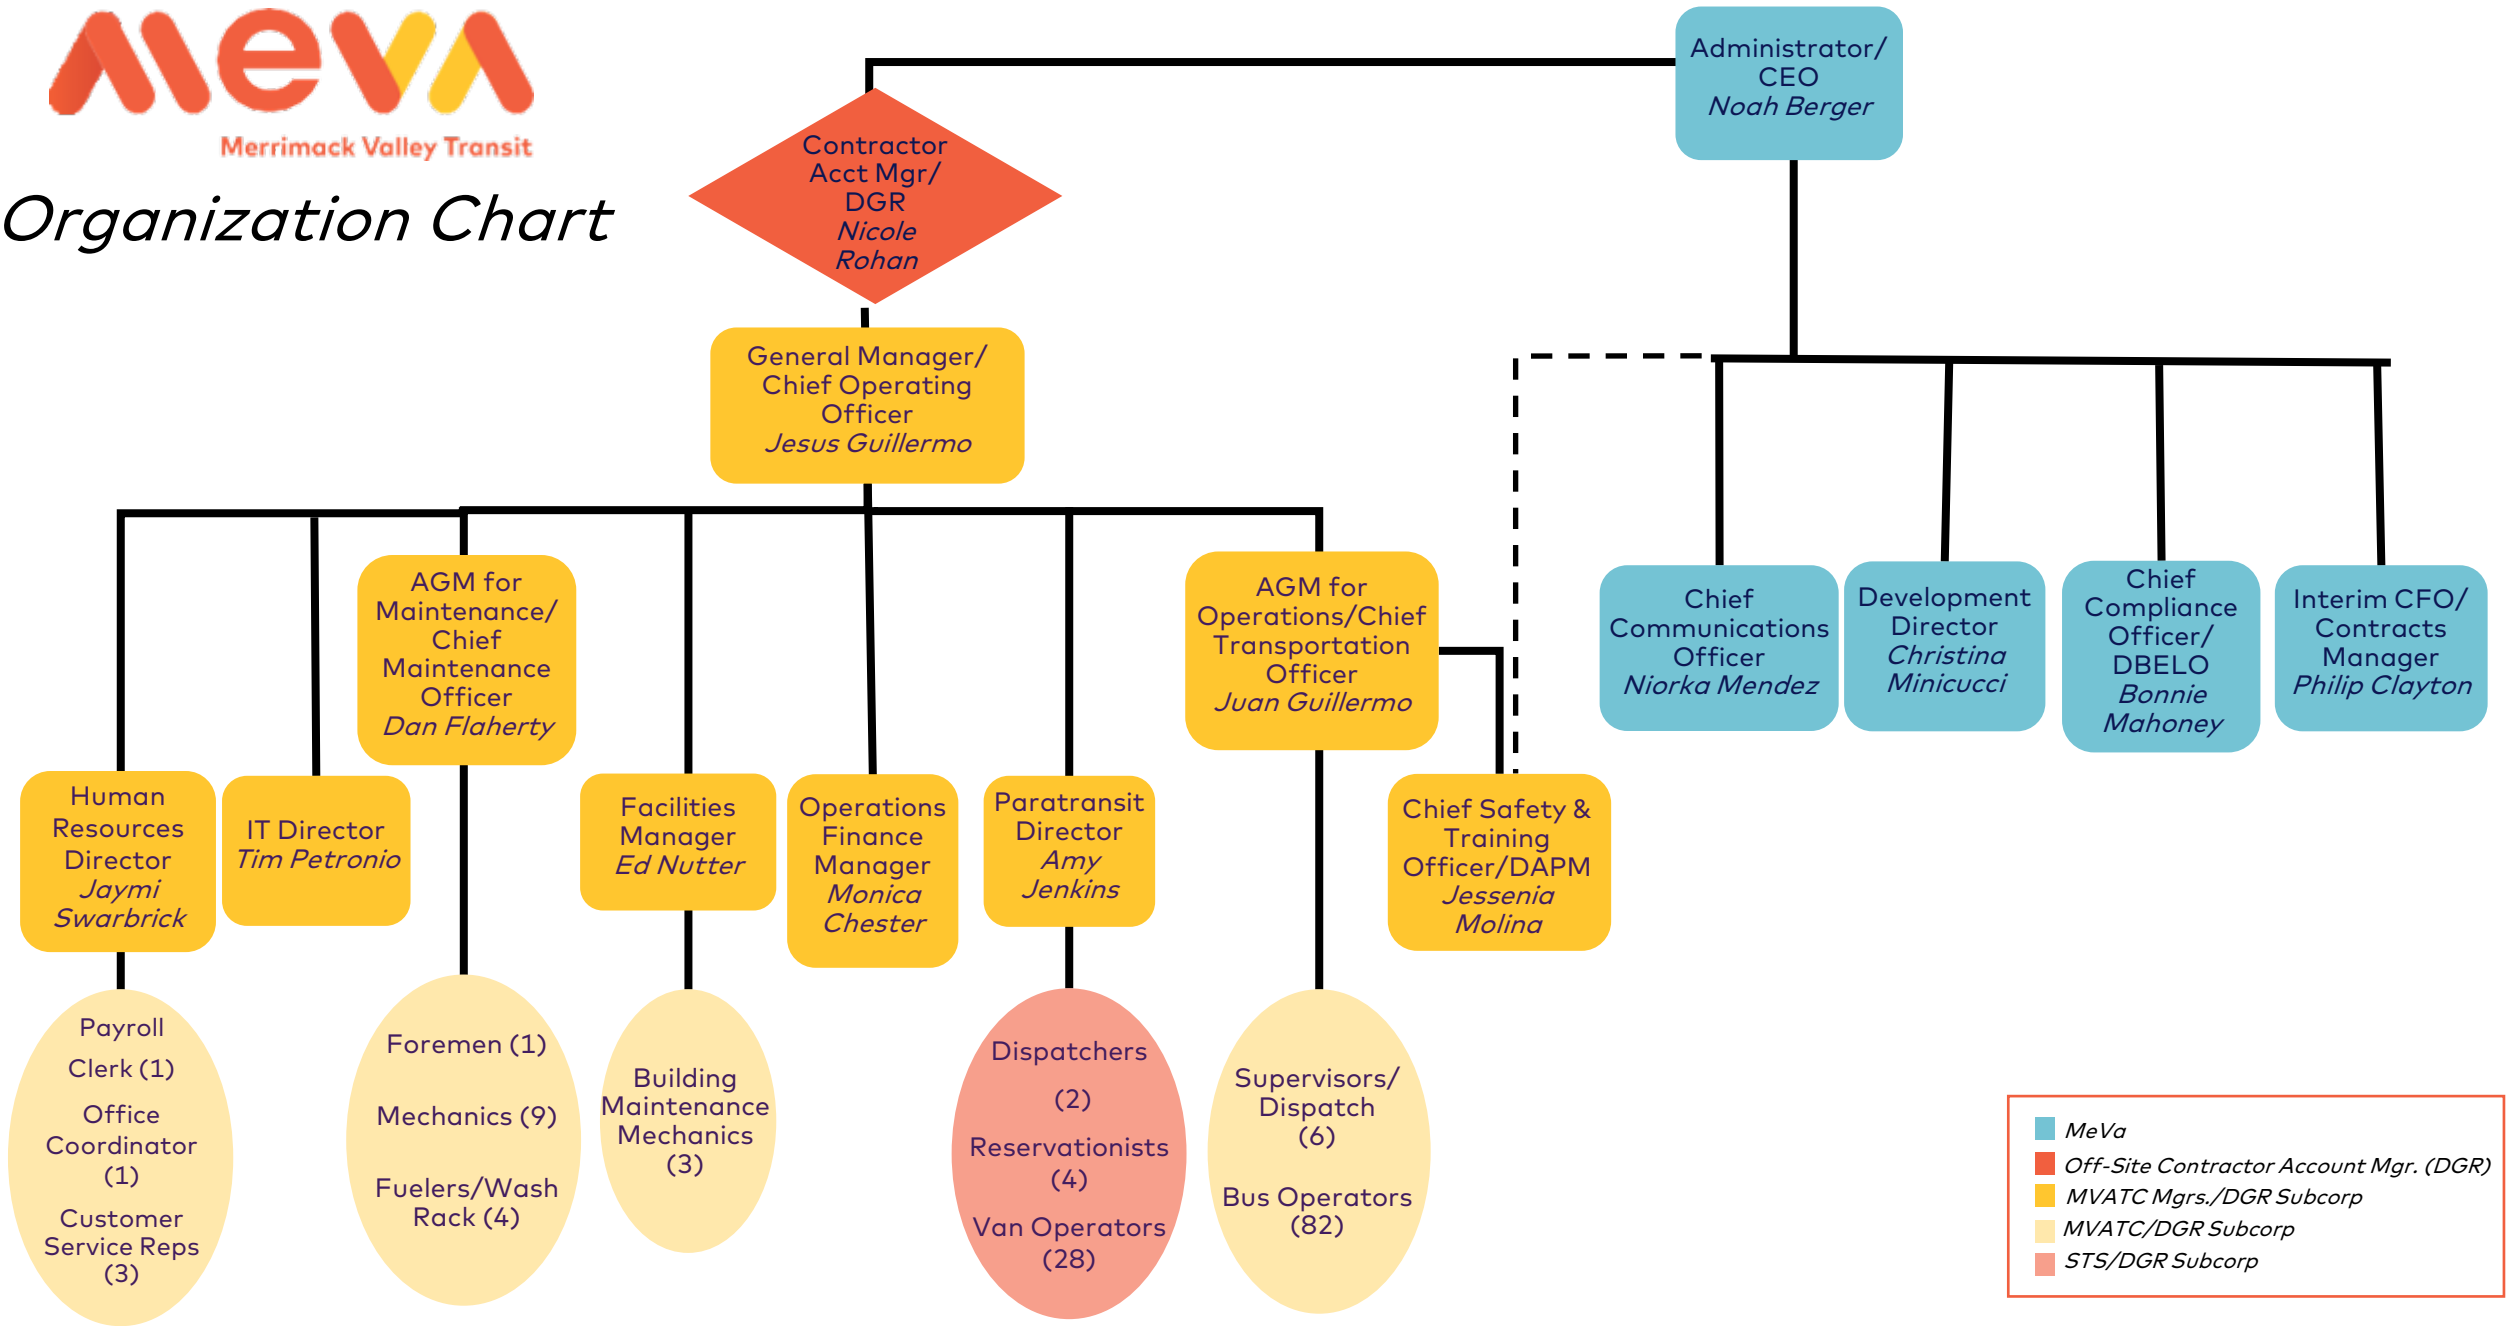 meva
Merrimack Valley Transit
Organization Chart
Administrator/
CEO
Noah Berger
Contractor
Acct Mgr/
DGR
Nicole
Rohan
General Manager/
Chief Operating
Officer
Jesus Guillermo
Human
Resources
Director
Jaymi
Swarbrick
IT Director
Tim Petronio
AGM for
Maintenance/
Chief
Maintenance
Officer
Dan Flaherty
Facilities
Manager
Ed Nutter
Operations
Finance
Manager
Monica
Chester
Paratransit
Director
Amy
Jenkins
AGM for
Operations/Chief
Transportation
Officer
Juan Guillermo
Chief Safety &
Training
Officer/DAPM
Jessenia
Molina
Chief
Communications
Officer
Niorka Mendez
Development
Director
Christina
Minicucci
Chief
Compliance
Officer/
DBELO
Bonnie
Mahoney
Interim CFO/
Contracts
Manager
Philip Clayton
Payroll
Clerk (1)
Office
Coordinator
(1)
Customer
Service Reps
(3)
Foremen (1)
Mechanics (9)
Fuelers/Wash
Rack (4)
Building
Maintenance
Mechanics
(3)
Dispatchers
(2)
Reservationists
(4)
Van Operators
(28)
Supervisors/
Dispatch
(6)
Bus Operators
(82)
MeVa
Off-Site Contractor Account Mgr. (DGR)
MVATC Mgrs./DGR Subcorp
MVATC/DGR Subcorp
STS/DGR Subcorp